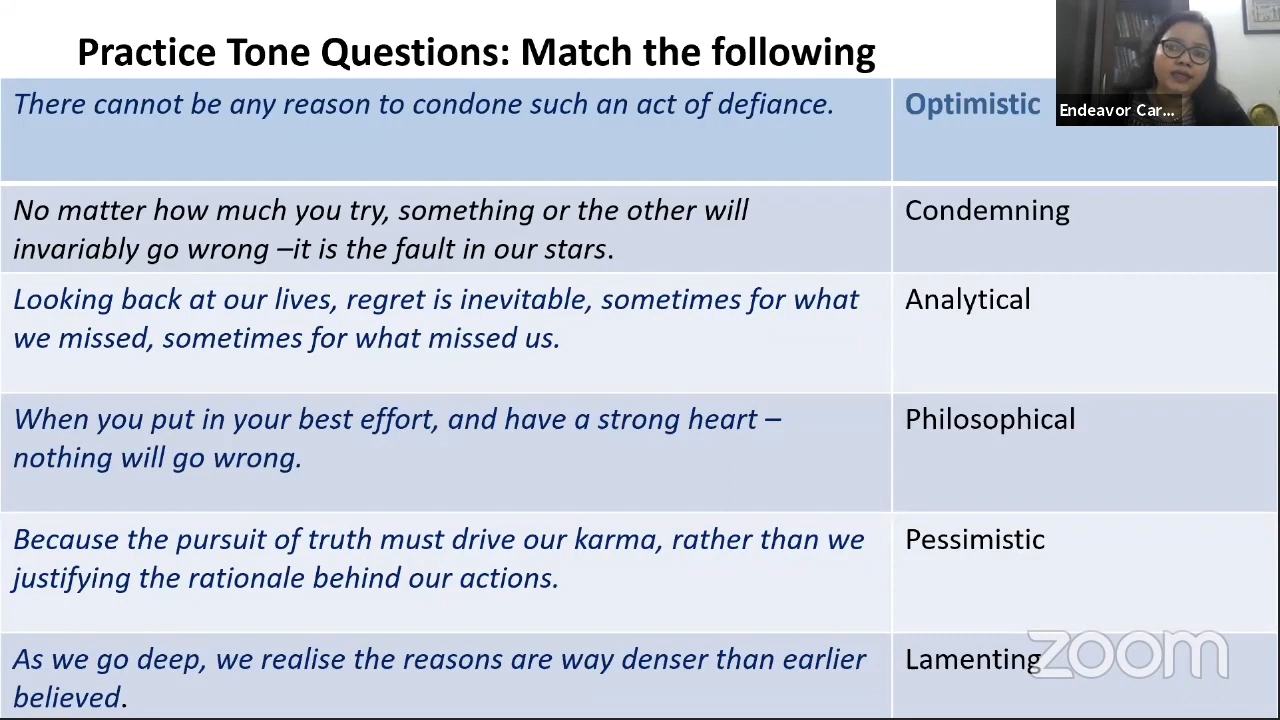 Practice Tone Questions: Match the following
There cannot be any reason to condone such an act of defiance.
Optimistic
Endeavor Car...
No matter how much you try, something or the other will
invariably go wrong –it is the fault in our stars.
Condemning
Looking back at our lives, regret is inevitable, sometimes for what
we missed, sometimes for what missed us.
Analytical
When you put in your best effort, and have a strong heart –
nothing will go wrong.
Philosophical
Because the pursuit of truth must drive our karma, rather than we
justifying the rationale behind our actions.
Pessimistic
As we go deep, we realise the reasons are way denser than earlier
believed.
Lamenting
zoom